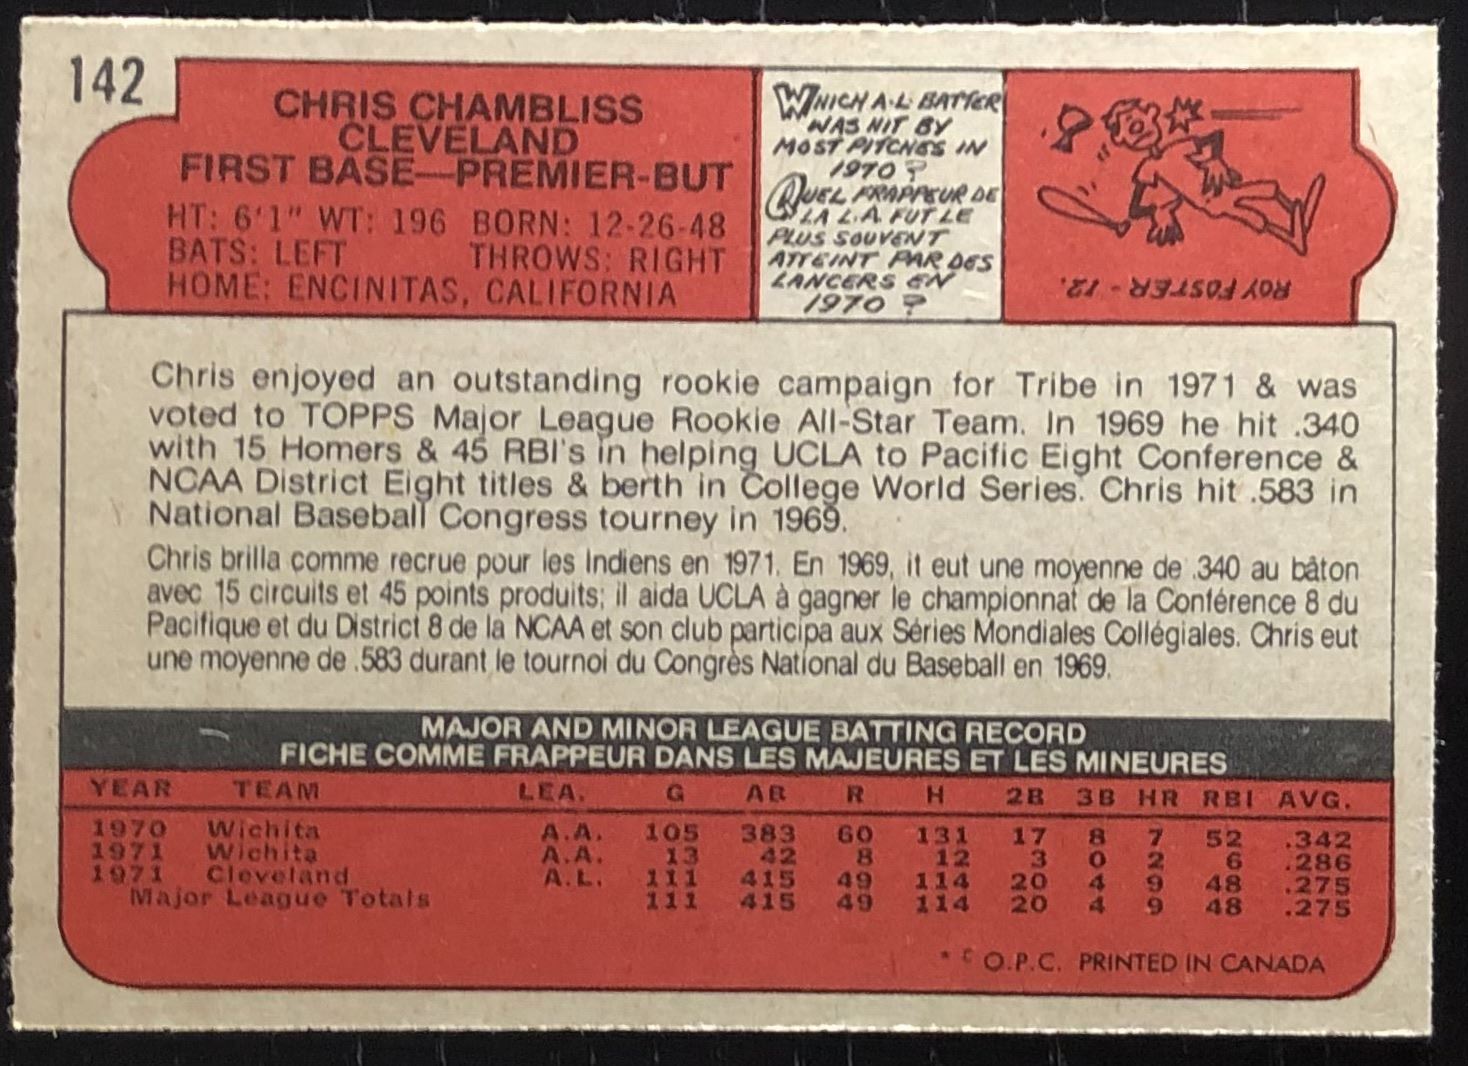 142
CHRIS CHAMBLISS
CLEVELAND
FIRST BASE—PREMIER-BUT
HT: 6'1" WT: 196 BORN: 12-26-48
BATS: LEFT THROWS: RIGHT
HOME: ENCINITAS, CALIFORNIA
WHICH A.L. BATTER
WAS HIT BY
MOST PITCHES IN
1970?
QUEL FRAPPEUR DE
LA L.A. FUT LE
PLUS SOUVENT
ATTEINT PAR DES
LANCERS EN
1970?
ROY FOSTER - 12.
Chris enjoyed an outstanding rookie campaign for Tribe in 1971 & was
voted to TOPPS Major League Rookie All-Star Team. In 1969 he hit .340
with 15 Homers & 45 RBI's in helping UCLA to Pacific Eight Conference &
NCAA District Eight titles & berth in College World Series. Chris hit .583 in
National Baseball Congress tourney in 1969.
Chris brilla comme recrue pour les Indiens en 1971. En 1969, it eut une moyenne de .340 au bâton
avec 15 circuits et 45 points produits; il aida UCLA à gagner le championnat de la Conférence 8 du
Pacifique et du District 8 de la NCAA et son club participa aux Séries Mondiales Collégiales. Chris eut
une moyenne de .583 durant le tournoi du Congrès National du Baseball en 1969.
MAJOR AND MINOR LEAGUE BATTING RECORD
FICHE COMME FRAPPEUR DANS LES MAJEURES ET LES MINEURES
YEAR TEAM LEA. G AB R H 2B 3B HR RBI AVG.
1970 Wichita A.A. 105 383 60 131 17 8 7 52 .342
1971 Wichita A.A. 13 42 8 12 3 0 2 6 .286
1971 Cleveland A.L. 111 415 49 114 20 4 9 48 .275
Major League Totals 111 415 49 114 20 4 9 48 .275
* © O.P.C. PRINTED IN CANADA